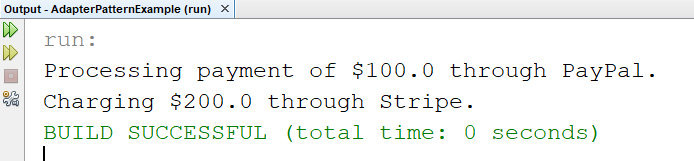 Output - AdapterPatternExample (run) ×
run:
Processing payment of $100.0 through PayPal.
Charging $200.0 through Stripe.
BUILD SUCCESSFUL (total time: 0 seconds)